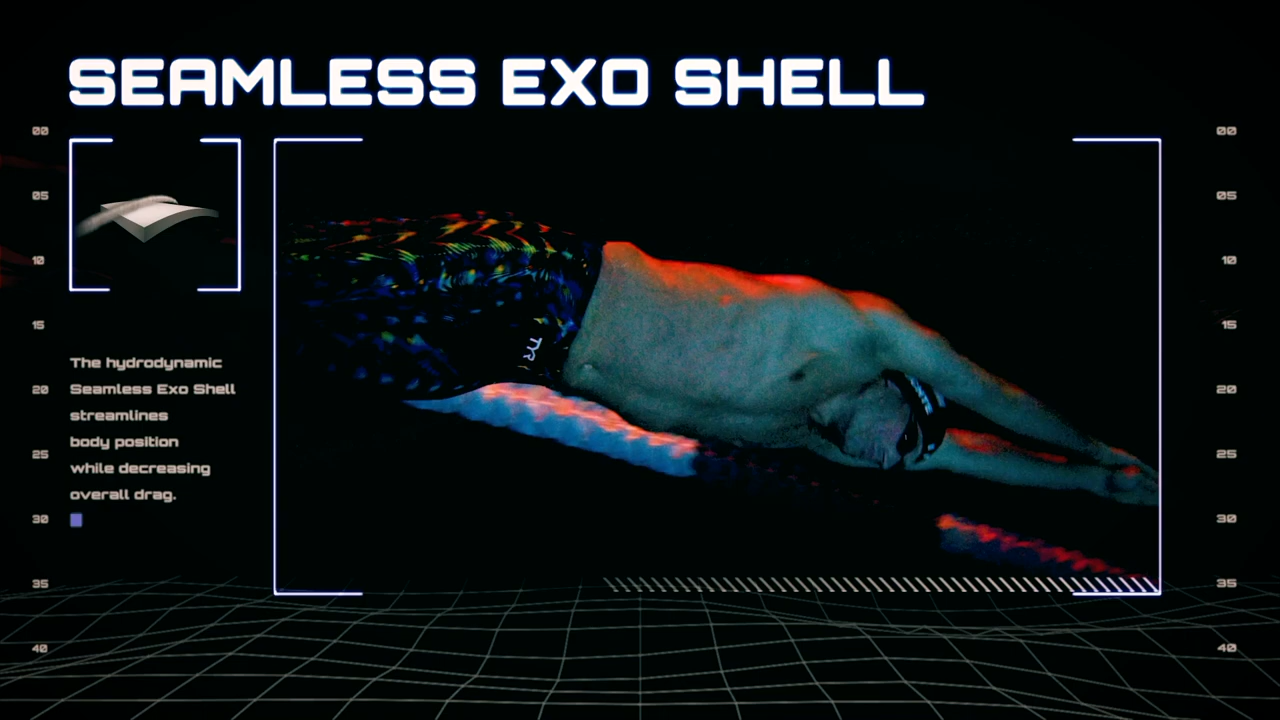 SEAMLESS EXO SHELL
00
05
10
15
20
25
30
35
40
The hydrodynamic
Seamless Exo Shell
streamlines
body position
while decreasing
overall drag.
TYR
00
05
10
15
20
25
30
35
40